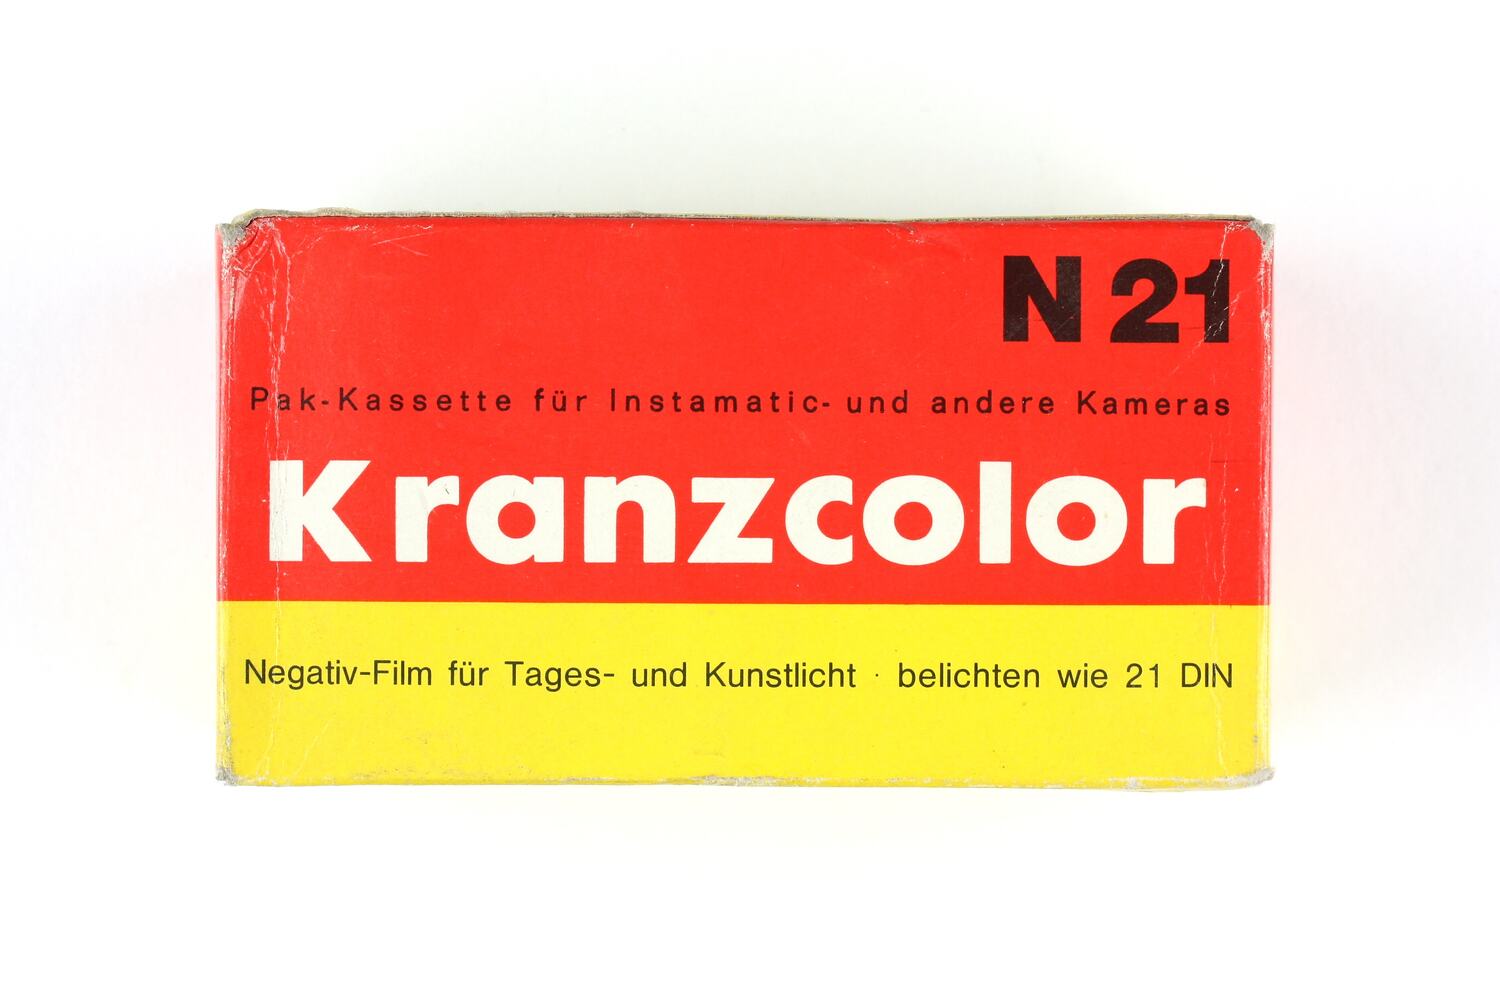 N 21
Pak-Kassette für Instamatic- und andere Kameras
Kranzcolor
Negativ-Film für Tages- und Kunstlicht · belichten wie 21 DIN